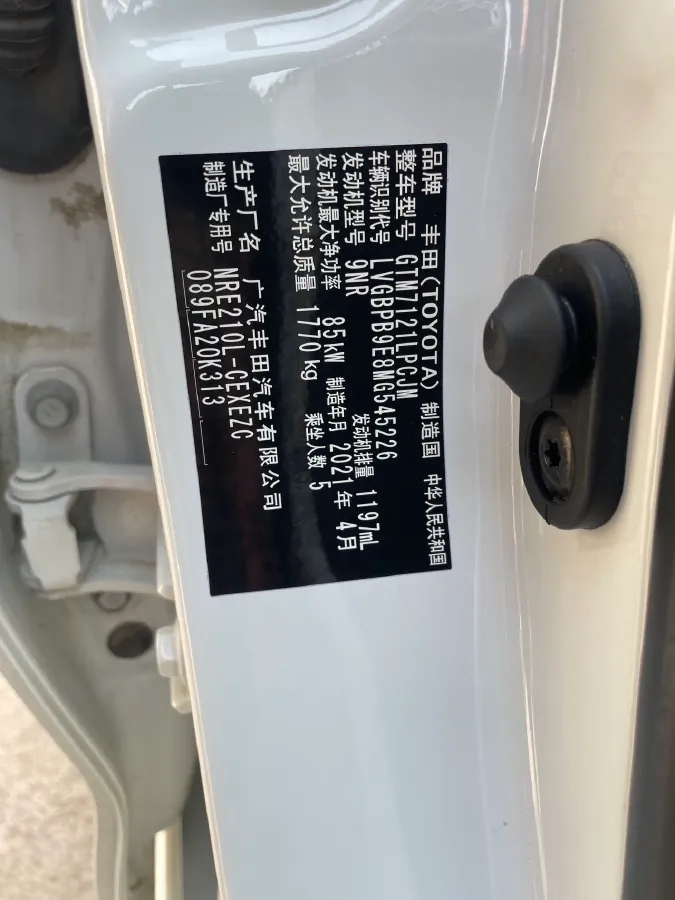 品牌 丰田(TOYOTA) 制造国 中华人民共和国
整车型号 GTM7121LPCJM
车辆识别代号 LVGBPB9E8MG545226
发动机型号 9NR 发动机排量 1197mL
发动机最大净功率 85kW 制造年月 2021年 4月
最大允许总质量 1770kg 乘坐人数 5
生产厂名 广汽丰田汽车有限公司
制造厂专用号 NRE210L-CEXEZC
089FA20K313